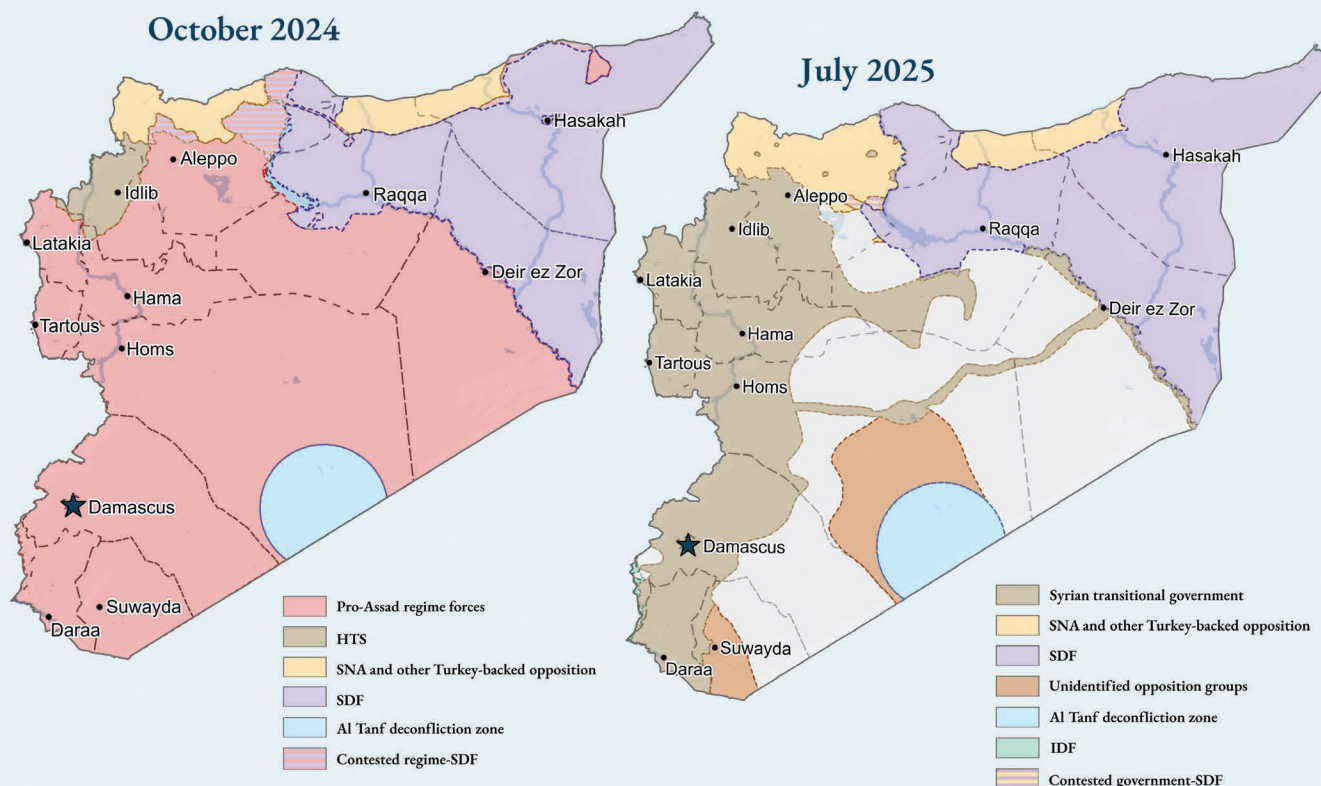 October 2024
Hasakah
Aleppo
Idlib
Raqqa
Latakia
Deir ez Zor
Hama
Tartous
Homs
Damascus
Suwayda
Daraa
Pro-Assad regime forces
HTS
SNA and other Turkey-backed opposition
SDF
Al Tanf deconfliction zone
Contested regime-SDF
July 2025
Hasakah
Aleppo
Idlib
Raqqa
Latakia
Deir ez Zor
Hama
Tartous
Homs
Damascus
Suwayda
Daraa
Syrian transitional government
SNA and other Turkey-backed opposition
SDF
Unidentified opposition groups
Al Tanf deconfliction zone
IDF
Contested government-SDF